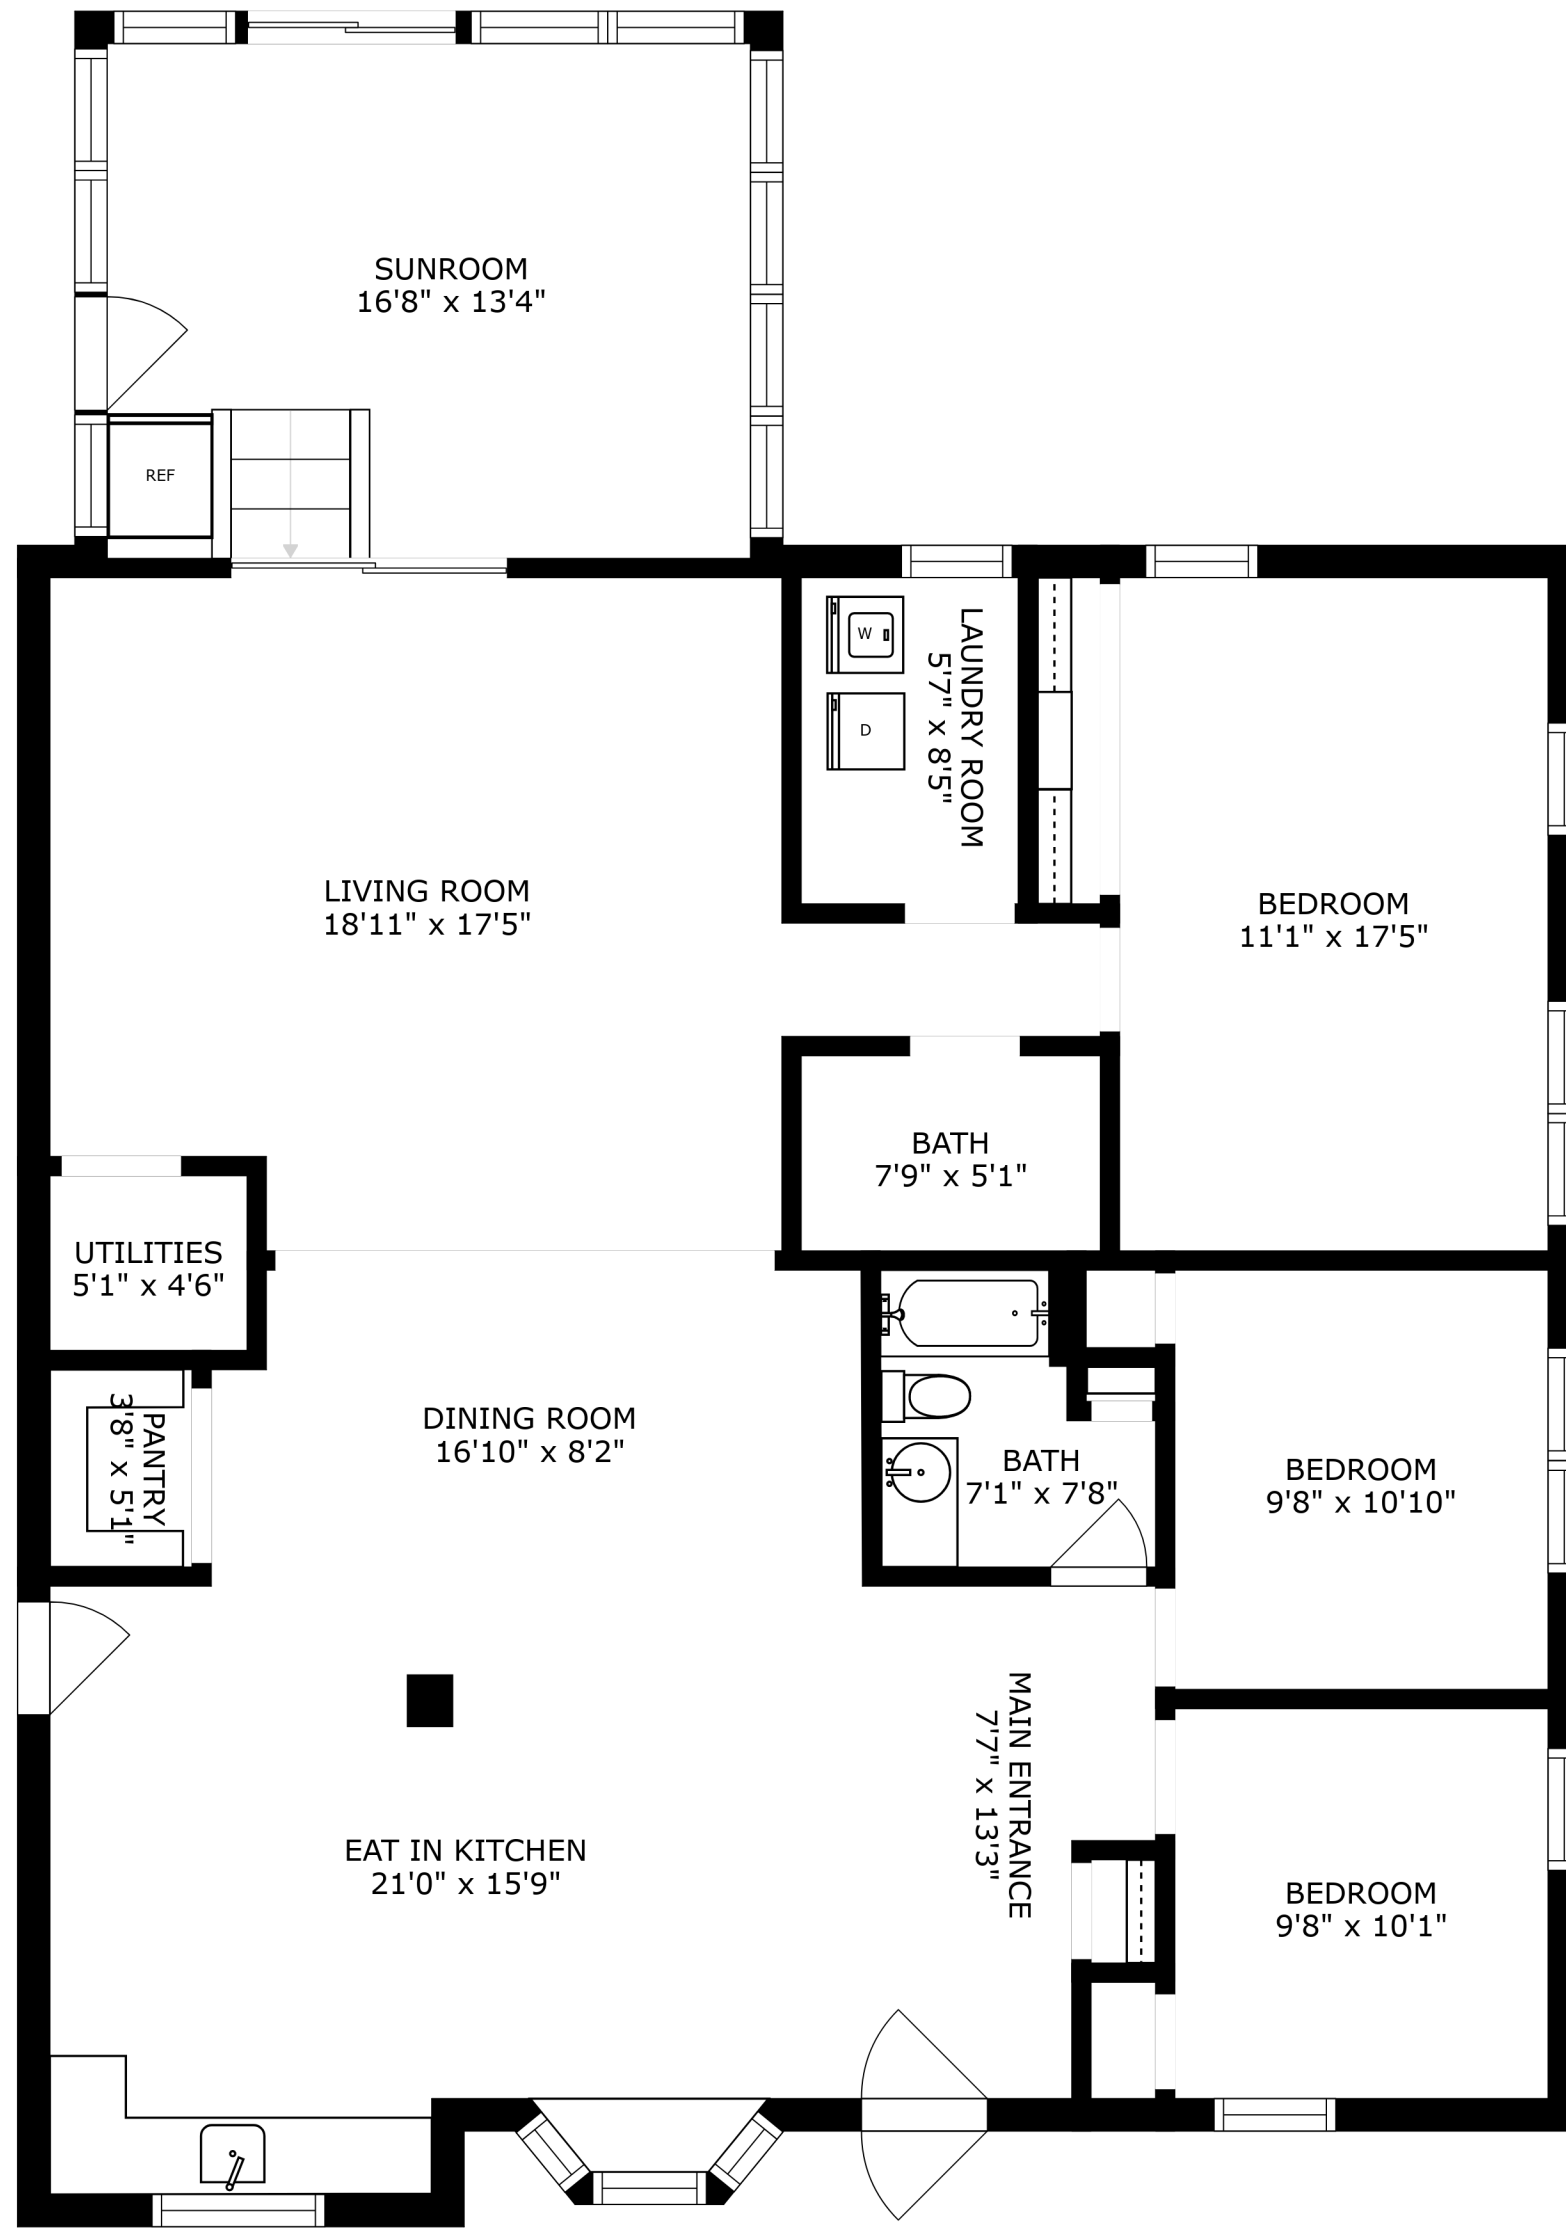 SUNROOM
16'8" x 13'4"
REF
W
D
LAUNDRY ROOM
5'7" x 8'5"
LIVING ROOM
18'11" x 17'5"
BEDROOM
11'1" x 17'5"
BATH
7'9" x 5'1"
UTILITIES
5'1" x 4'6"
PANTRY
3'8" x 5'1"
DINING ROOM
16'10" x 8'2"
BATH
7'1" x 7'8"
BEDROOM
9'8" x 10'10"
MAIN ENTRANCE
7'7" x 13'3"
EAT IN KITCHEN
21'0" x 15'9"
BEDROOM
9'8" x 10'1"